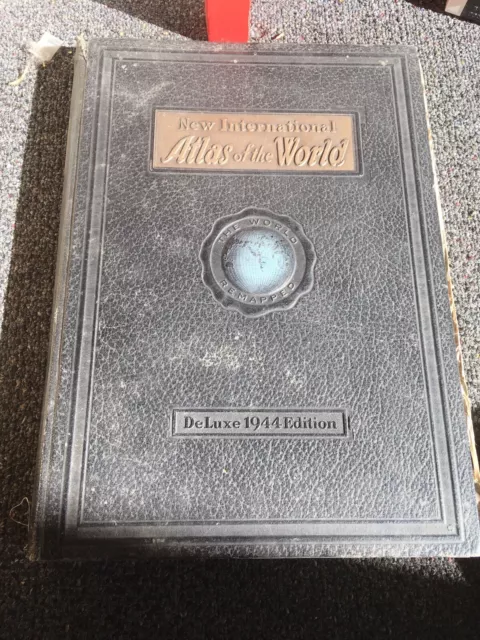 New International
Atlas of the World
THE WORLD
REMAPPED
DeLuxe 1944 Edition